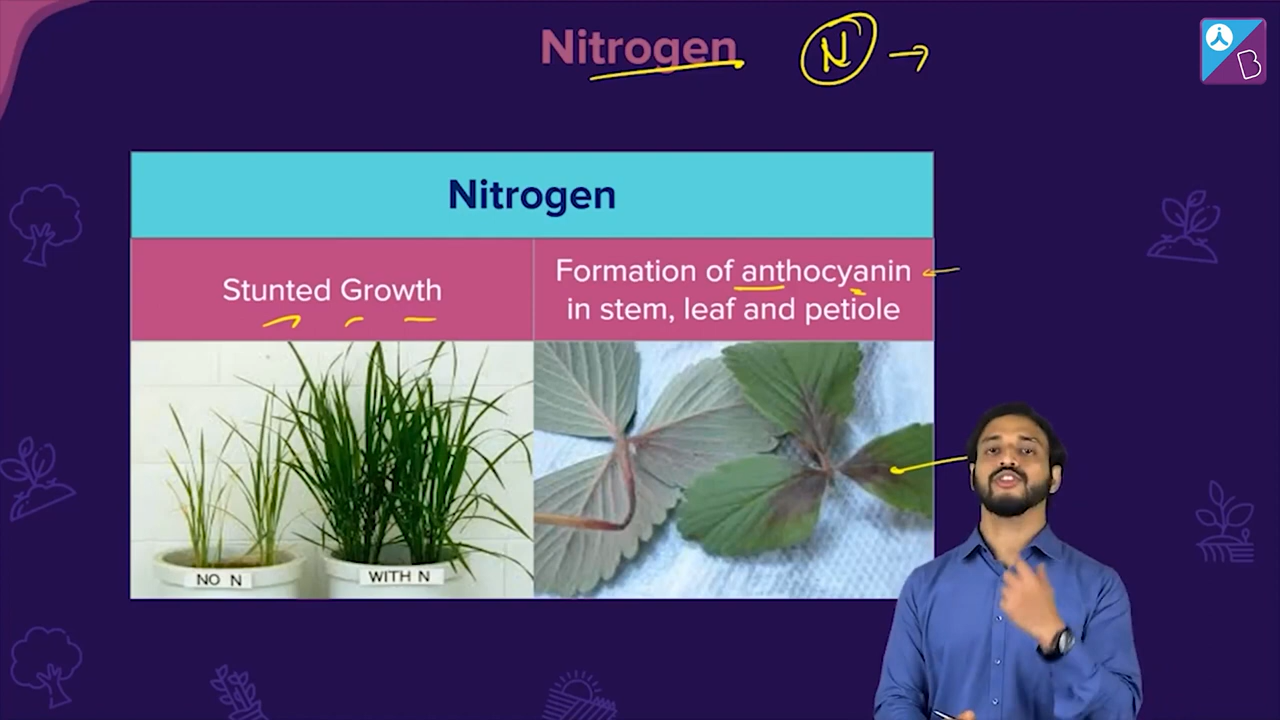 Nitrogen
N →
B
Nitrogen
Stunted Growth
Formation of anthocyanin
in stem, leaf and petiole
NO N
WITH N